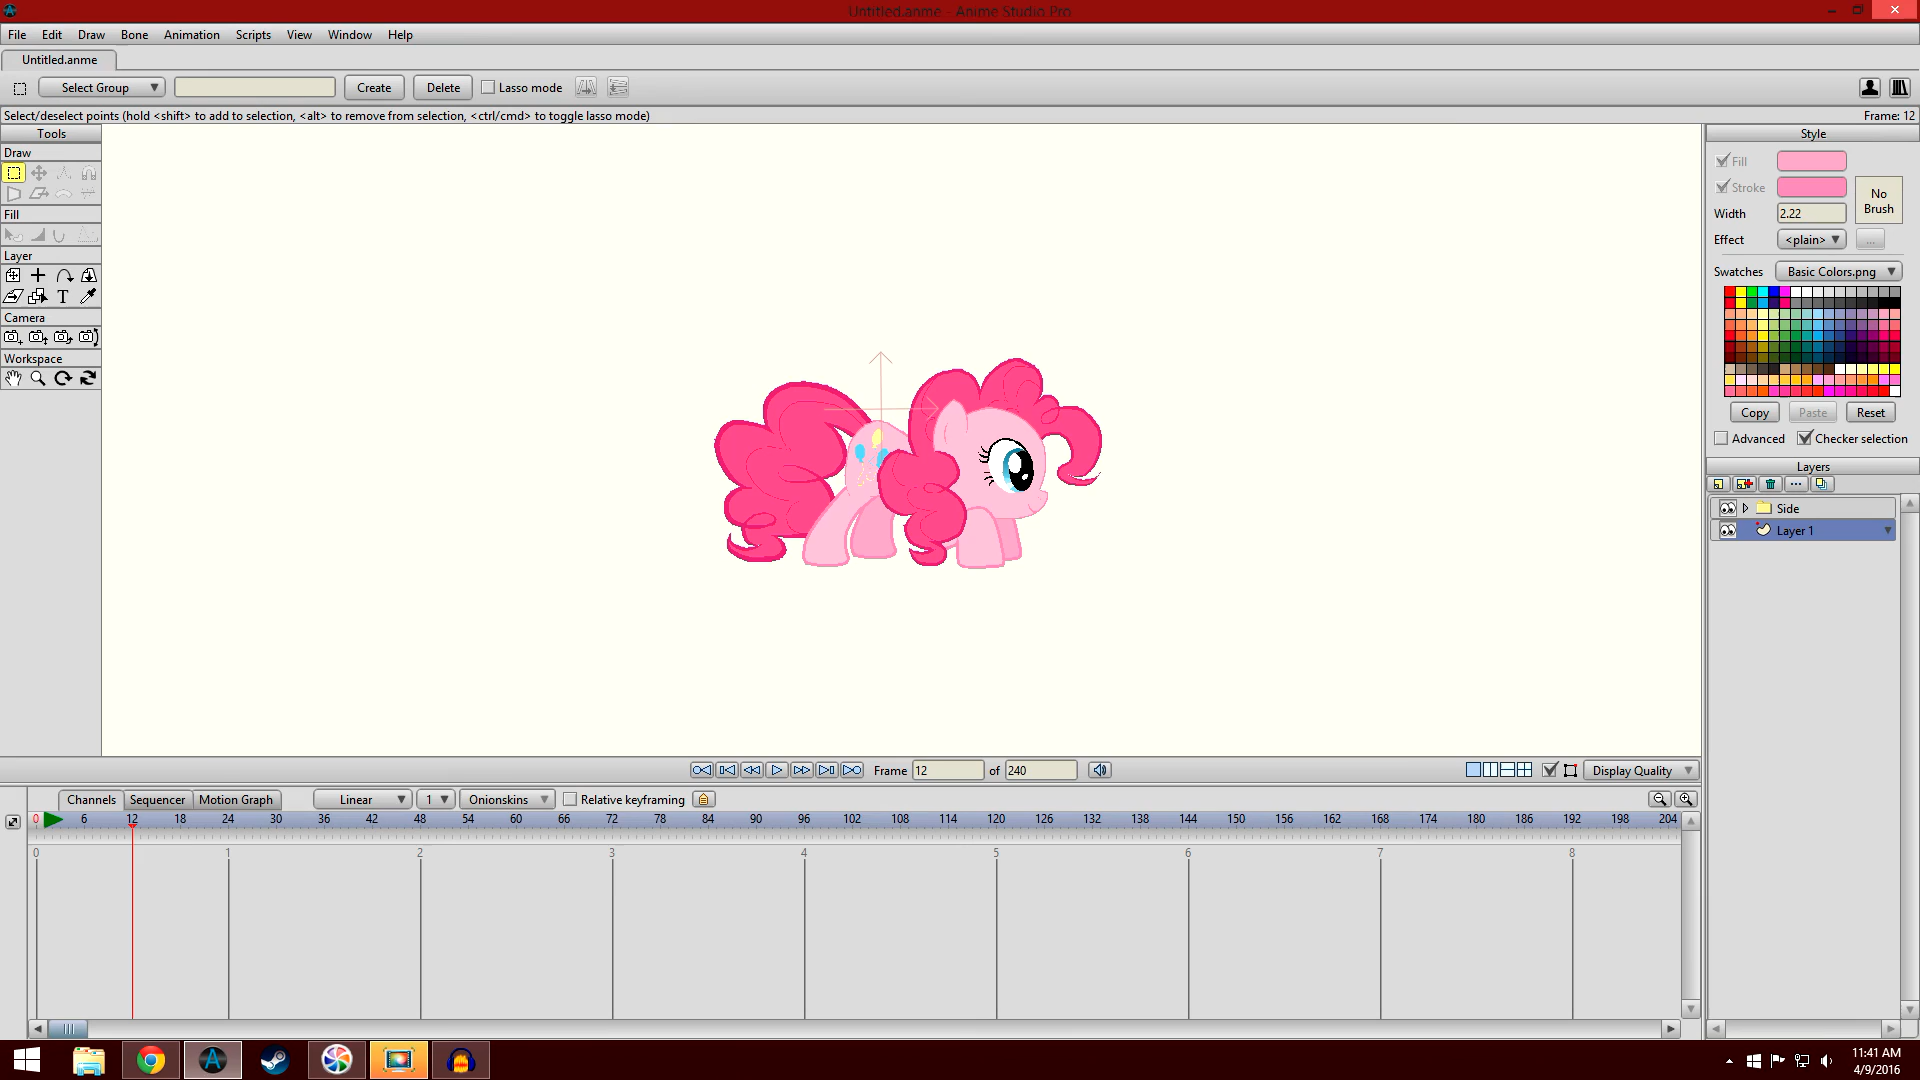 Untitled.anme - Anime Studio Pro
File Edit Draw Bone Animation Scripts View Window Help
Untitled.anme
Select Group Create Delete Lasso mode
Select/deselect points (hold <shift> to add to selection, <alt> to remove from selection, <ctrl/cmd> to toggle lasso mode) Frame: 12
Tools
Draw
Fill
Layer
T
Camera
Workspace
Style
Fill
Stroke
No
Brush
Width 2.22
Effect <plain> ...
Swatches Basic Colors.png
Copy Paste Reset
Advanced Checker selection
Layers
Side
Layer 1
Frame 12 of 240 Display Quality
Channels Sequencer Motion Graph Linear 1 Onionskins Relative keyframing
0 6 12 18 24 30 36 42 48 54 60 66 72 78 84 90 96 102 108 114 120 126 132 138 144 150 156 162 168 174 180 186 192 198 204
0 1 2 3 4 5 6 7 8
11:41 AM
4/9/2016